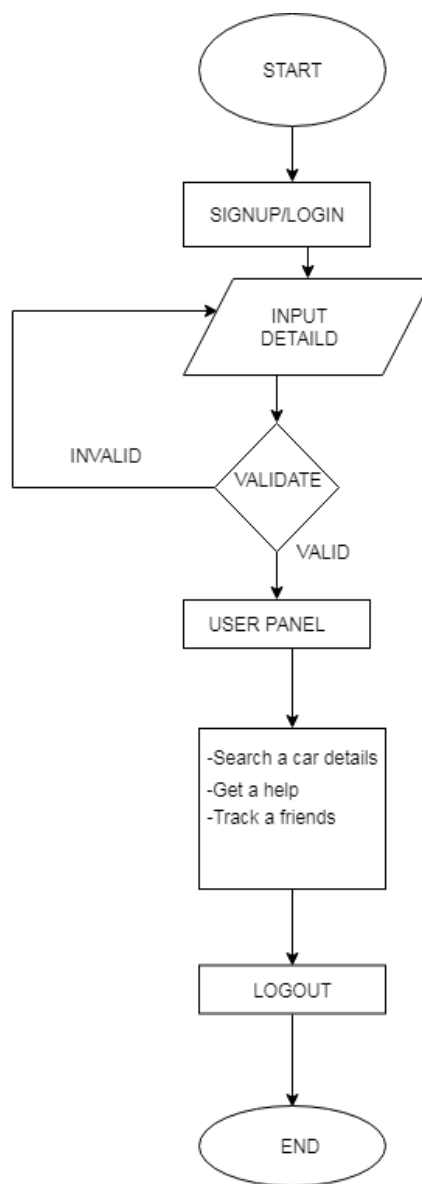 START
SIGNUP/LOGIN
INPUT
DETAILD
INVALID
VALIDATE
VALID
USER PANEL
-Search a car details
-Get a help
-Track a friends
LOGOUT
END